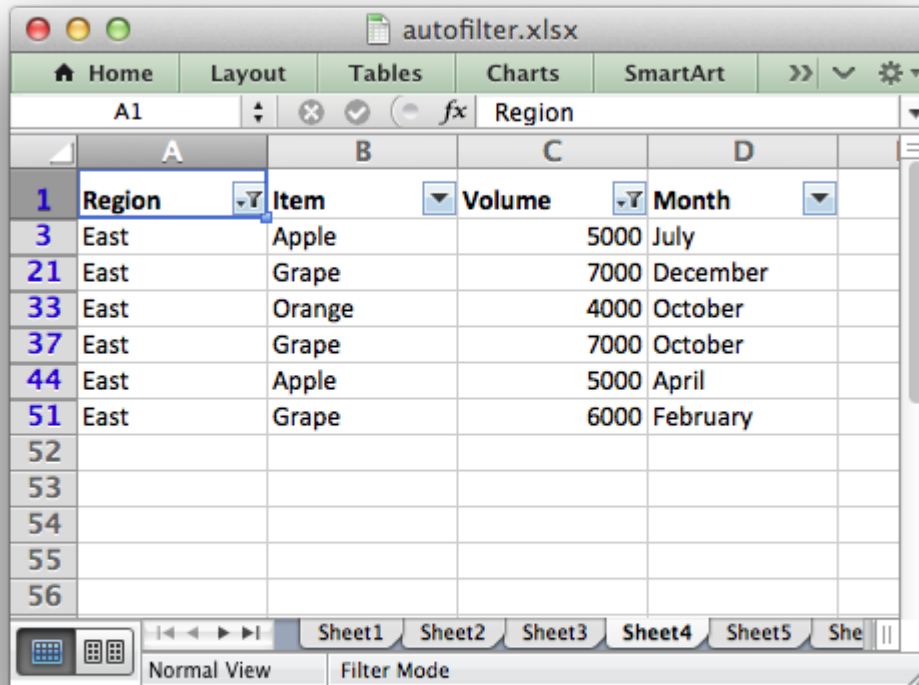 autofilter.xlsx
Home Layout Tables Charts SmartArt
A1 fx Region
A B C D
1 Region Item Volume Month
3 East Apple 5000 July
21 East Grape 7000 December
33 East Orange 4000 October
37 East Grape 7000 October
44 East Apple 5000 April
51 East Grape 6000 February
52
53
54
55
56
Sheet1 Sheet2 Sheet3 Sheet4 Sheet5 She
Normal View Filter Mode